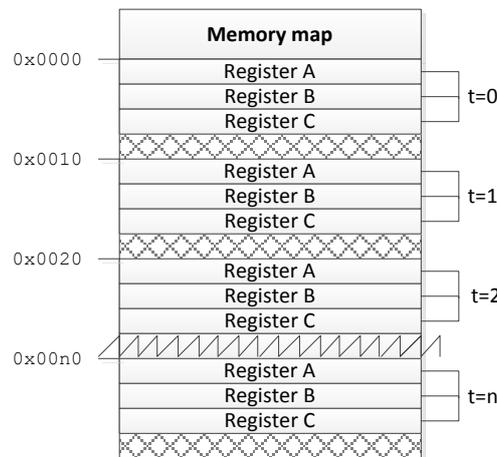 Memory map
0x0000
Register A
Register B
t=0
Register C
0x0010
Register A
Register B
t=1
Register C
0x0020
Register A
Register B
t=2
Register C
0x00n0
Register A
Register B
t=n
Register C